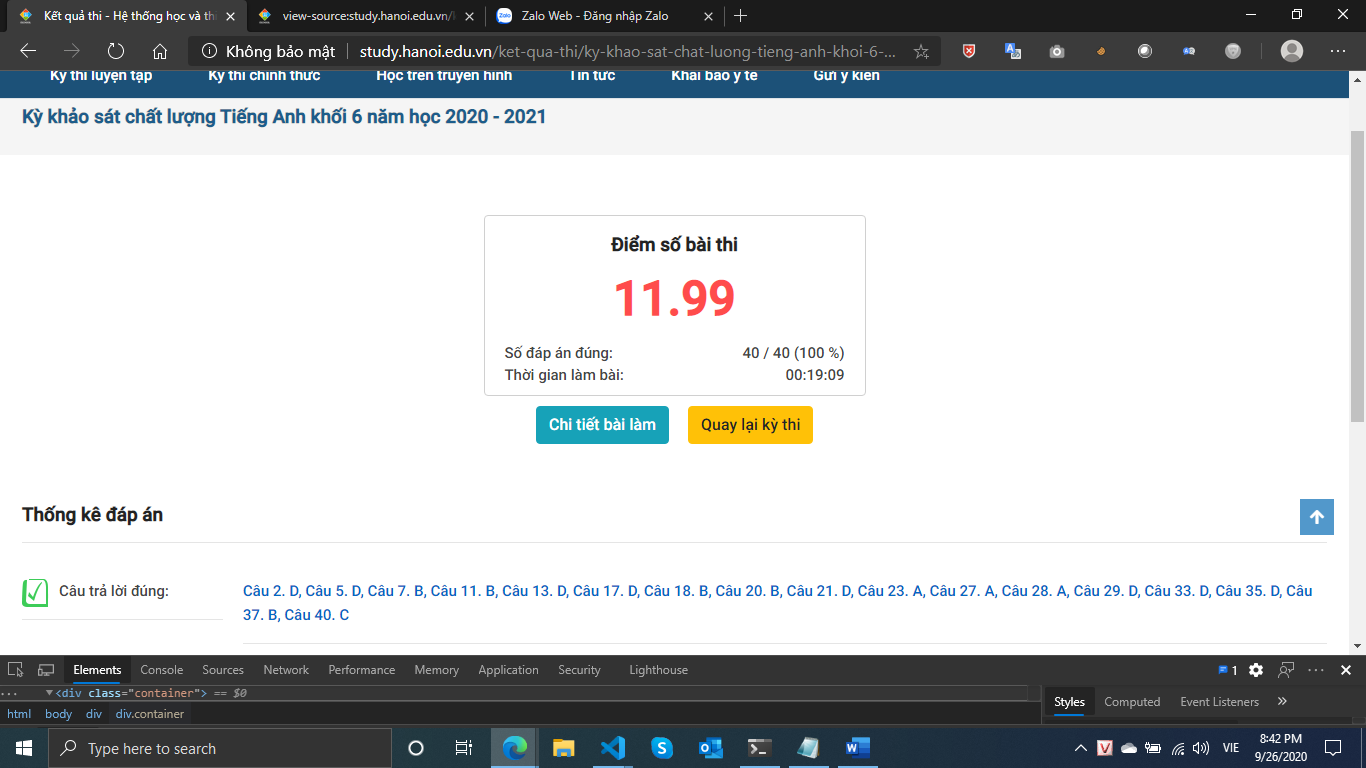 Kết quả thi - Hệ thống học và thi
view-source:study.hanoi.edu.vn/
Zalo Web - Đăng nhập Zalo
Không bảo mật
study.hanoi.edu.vn/ket-qua-thi/ky-khao-sat-chat-luong-tieng-anh-khoi-6-...
Kỳ thi luyện tập Kỳ thi chính thức Học trên truyền hình Tin tức Khai báo y tế Gửi ý kiến
Kỳ khảo sát chất lượng Tiếng Anh khối 6 năm học 2020 - 2021
Điểm số bài thi
11.99
Số đáp án đúng: 40 / 40 (100 %)
Thời gian làm bài: 00:19:09
Chi tiết bài làm Quay lại kỳ thi
Thống kê đáp án
Câu trả lời đúng:
Câu 2. D, Câu 5. D, Câu 7. B, Câu 11. B, Câu 13. D, Câu 17. D, Câu 18. B, Câu 20. B, Câu 21. D, Câu 23. A, Câu 27. A, Câu 28. A, Câu 29. D, Câu 33. D, Câu 35. D, Câu
37. B, Câu 40. C
Elements Console Sources Network Performance Memory Application Security Lighthouse 1
... <div class="container"> == $0
Styles Computed Event Listeners »
html body div div.container
Type here to search
VIE
8:42 PM
9/26/2020